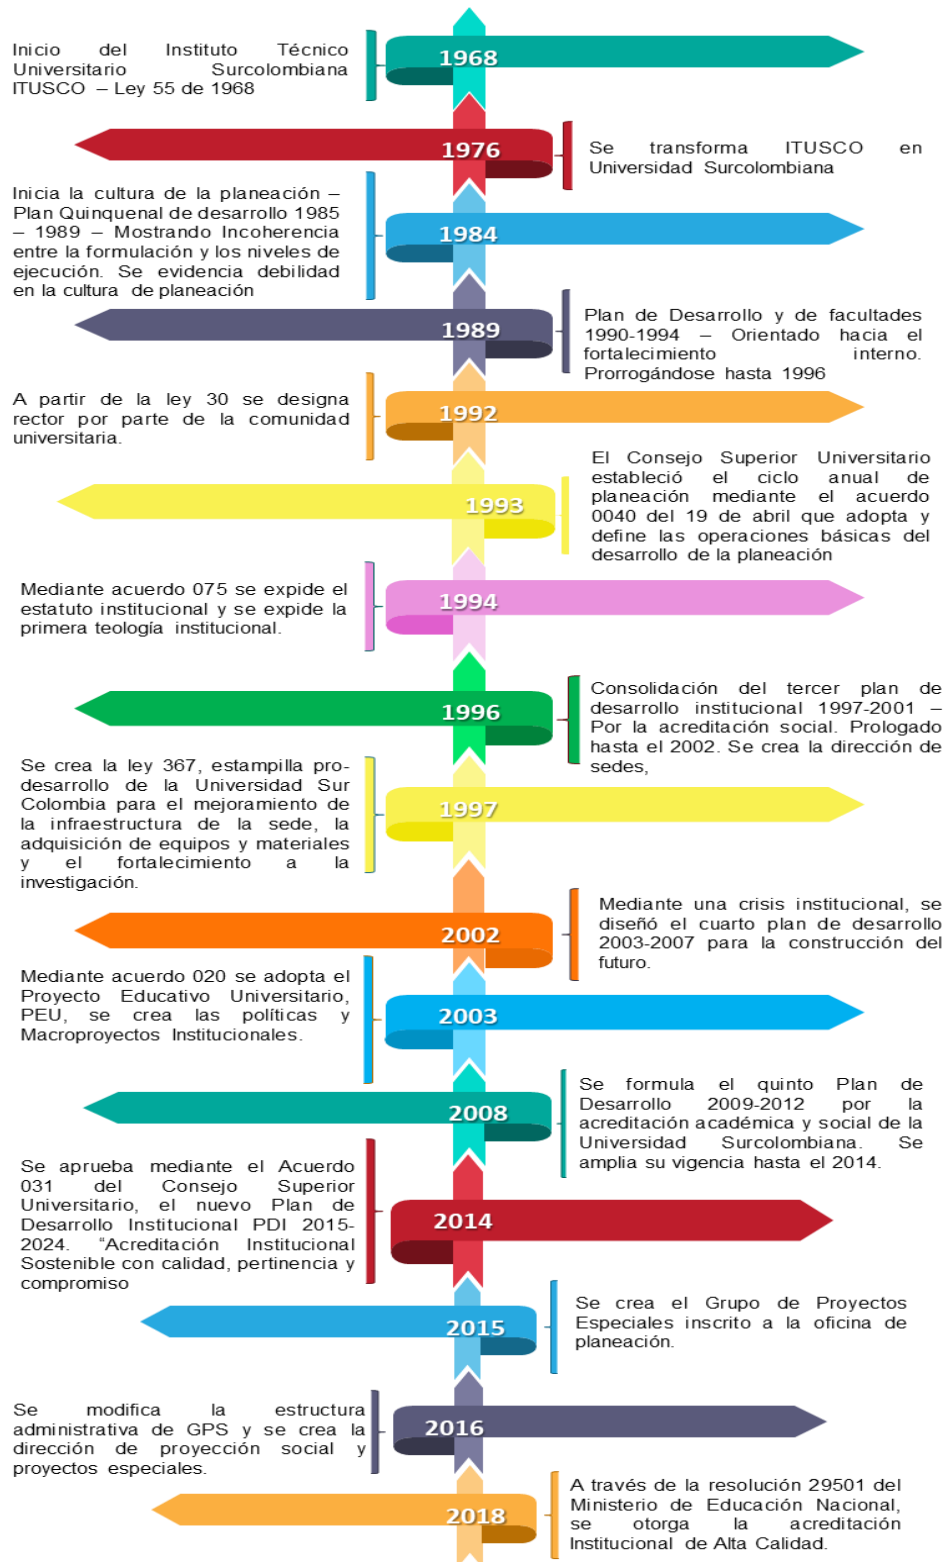 Inicio del Instituto Técnico
Universitario Surcolombiana
ITUSCO – Ley 55 de 1968
1968
1976
Se transforma ITUSCO en
Universidad Surcolombiana
Inicia la cultura de la planeación –
Plan Quinquenal de desarrollo 1985
– 1989 – Mostrando Incoherencia
entre la formulación y los niveles de
ejecución. Se evidencia debilidad
en la cultura de planeación
1984
1989
Plan de Desarrollo y de facultades
1990-1994 – Orientado hacia el
fortalecimiento interno.
Prorrogándose hasta 1996
A partir de la ley 30 se designa
rector por parte de la comunidad
universitaria.
1992
1993
El Consejo Superior Universitario
estableció el ciclo anual de
planeación mediante el acuerdo
0040 del 19 de abril que adopta y
define las operaciones básicas del
desarrollo de la planeación
Mediante acuerdo 075 se expide el
estatuto institucional y se expide la
primera teología institucional.
1994
1996
Consolidación del tercer plan de
desarrollo institucional 1997-2001 –
Por la acreditación social. Prologado
hasta el 2002. Se crea la dirección de
sedes,
Se crea la ley 367, estampilla pro-
desarrollo de la Universidad Sur
Colombia para el mejoramiento de
la infraestructura de la sede, la
adquisición de equipos y materiales
y el fortalecimiento a la
investigación.
1997
2002
Mediante una crisis institucional, se
diseñó el cuarto plan de desarrollo
2003-2007 para la construcción del
futuro.
Mediante acuerdo 020 se adopta el
Proyecto Educativo Universitario,
PEU, se crea las políticas y
Macroproyectos Institucionales.
2003
2008
Se formula el quinto Plan de
Desarrollo 2009-2012 por la
acreditación académica y social de la
Universidad Surcolombiana. Se
amplia su vigencia hasta el 2014.
Se aprueba mediante el Acuerdo
031 del Consejo Superior
Universitario, el nuevo Plan de
Desarrollo Institucional PDI 2015-
2024. “Acreditación Institucional
Sostenible con calidad, pertinencia y
compromiso
2014
2015
Se crea el Grupo de Proyectos
Especiales inscrito a la oficina de
planeación.
Se modifica la estructura
administrativa de GPS y se crea la
dirección de proyección social y
proyectos especiales.
2016
2018
A través de la resolución 29501 del
Ministerio de Educación Nacional,
se otorga la acreditación
Institucional de Alta Calidad.